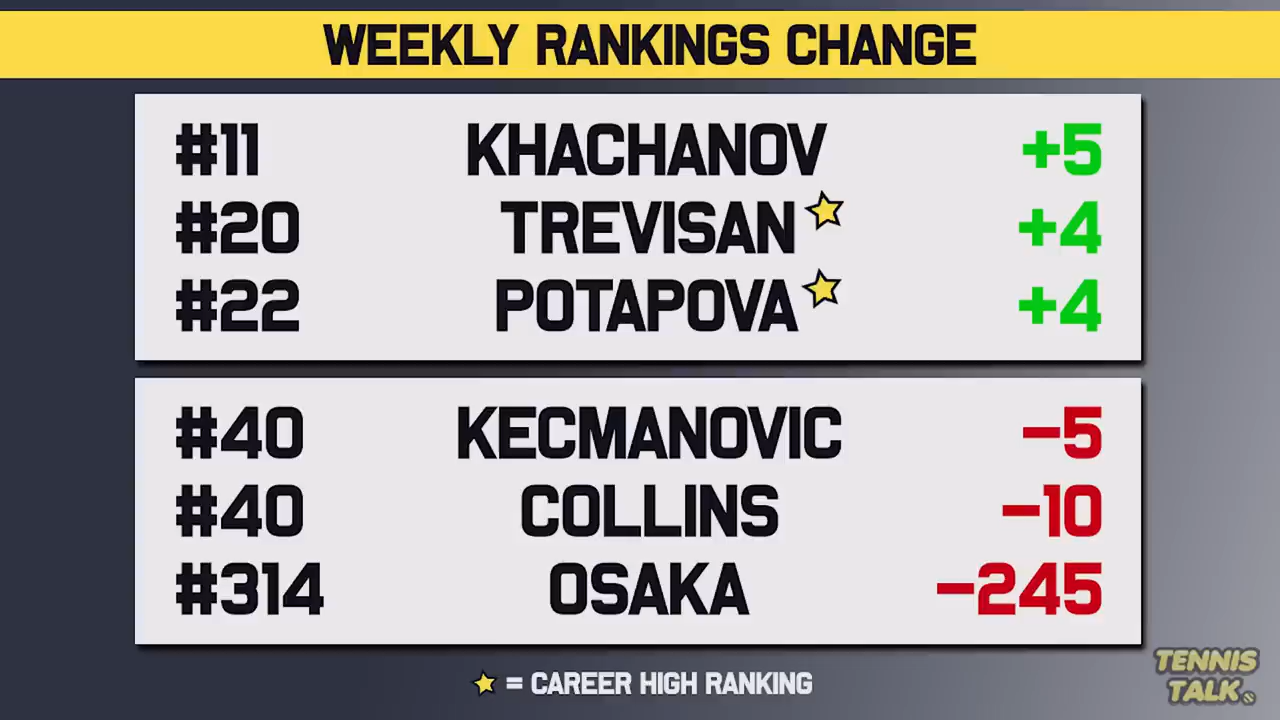 WEEKLY RANKINGS CHANGE
#11 KHACHANOV +5
#20 TREVISAN +4
#22 POTAPOVA +4
#40 KECMANOVIC −5
#40 COLLINS −10
#314 OSAKA −245
= CAREER HIGH RANKING
TENNIS
TALK